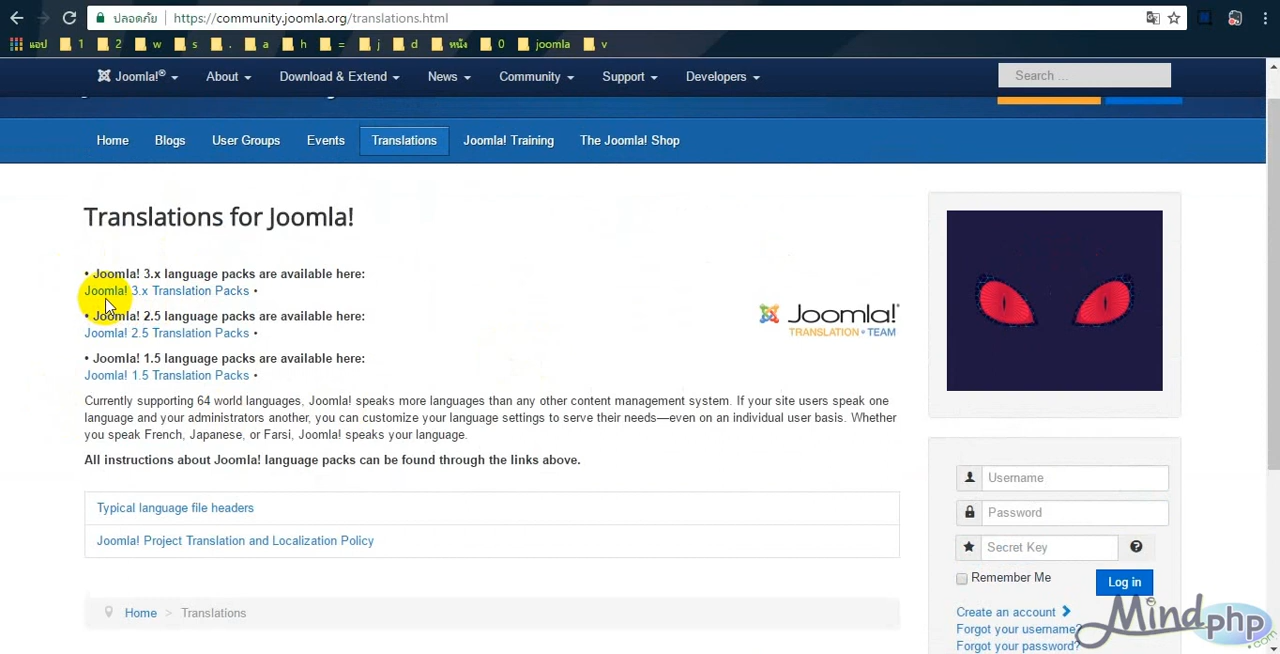 ปลอดภัย https://community.joomla.org/translations.html
แอป 1 2 w s . a h = j d หนัง 0 joomla v
Joomla!® About Download & Extend News Community Support Developers Search ...
Home Blogs User Groups Events Translations Joomla! Training The Joomla! Shop
Translations for Joomla!
• Joomla! 3.x language packs are available here:
Joomla! 3.x Translation Packs •
• Joomla! 2.5 language packs are available here:
Joomla! 2.5 Translation Packs •
• Joomla! 1.5 language packs are available here:
Joomla! 1.5 Translation Packs •
Joomla!®
TRANSLATION • TEAM
Currently supporting 64 world languages, Joomla! speaks more languages than any other content management system. If your site users speak one
language and your administrators another, you can customize your language settings to serve their needs—even on an individual user basis. Whether
you speak French, Japanese, or Farsi, Joomla! speaks your language.
All instructions about Joomla! language packs can be found through the links above.
Typical language file headers
Joomla! Project Translation and Localization Policy
Home > Translations
Username
Password
Secret Key
Remember Me
Log in
Create an account
Forgot your username?
Forgot your password?
Mindphp.com